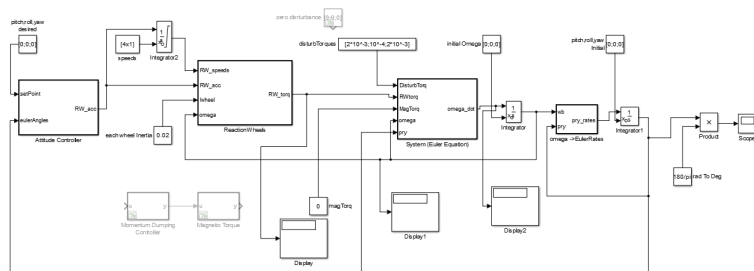 pitch,roll,yaw
desired
[0;0;0]
[4x1]
speeds
Integrator2
zero disturbance
[0;0;0]
disturbTorques
[2*10^-3;10^-4;2*10^-3]
initial Omega
[0;0;0]
pitch,roll,yaw
Initial
[0;0;0]
setPoint
eulerAngles
RW_acc
Attitude Controller
RW_speeds
RW_acc
Iwheel
omega
RW_torq
ReactionWheels
each wheel Inertia
0.02
DisturbTorq
RWtorq
MagTorq
omega
pry
omega_dot
System (Euler Equation)
Integrator
wb
pry
pry_rates
omega ->EulerRates
Integrator1
Product
Scope
180/pi
rad To Deg
Momentum Dumping
Controller
Magnetic Torque
0
magTorq
Display
Display1
Display2